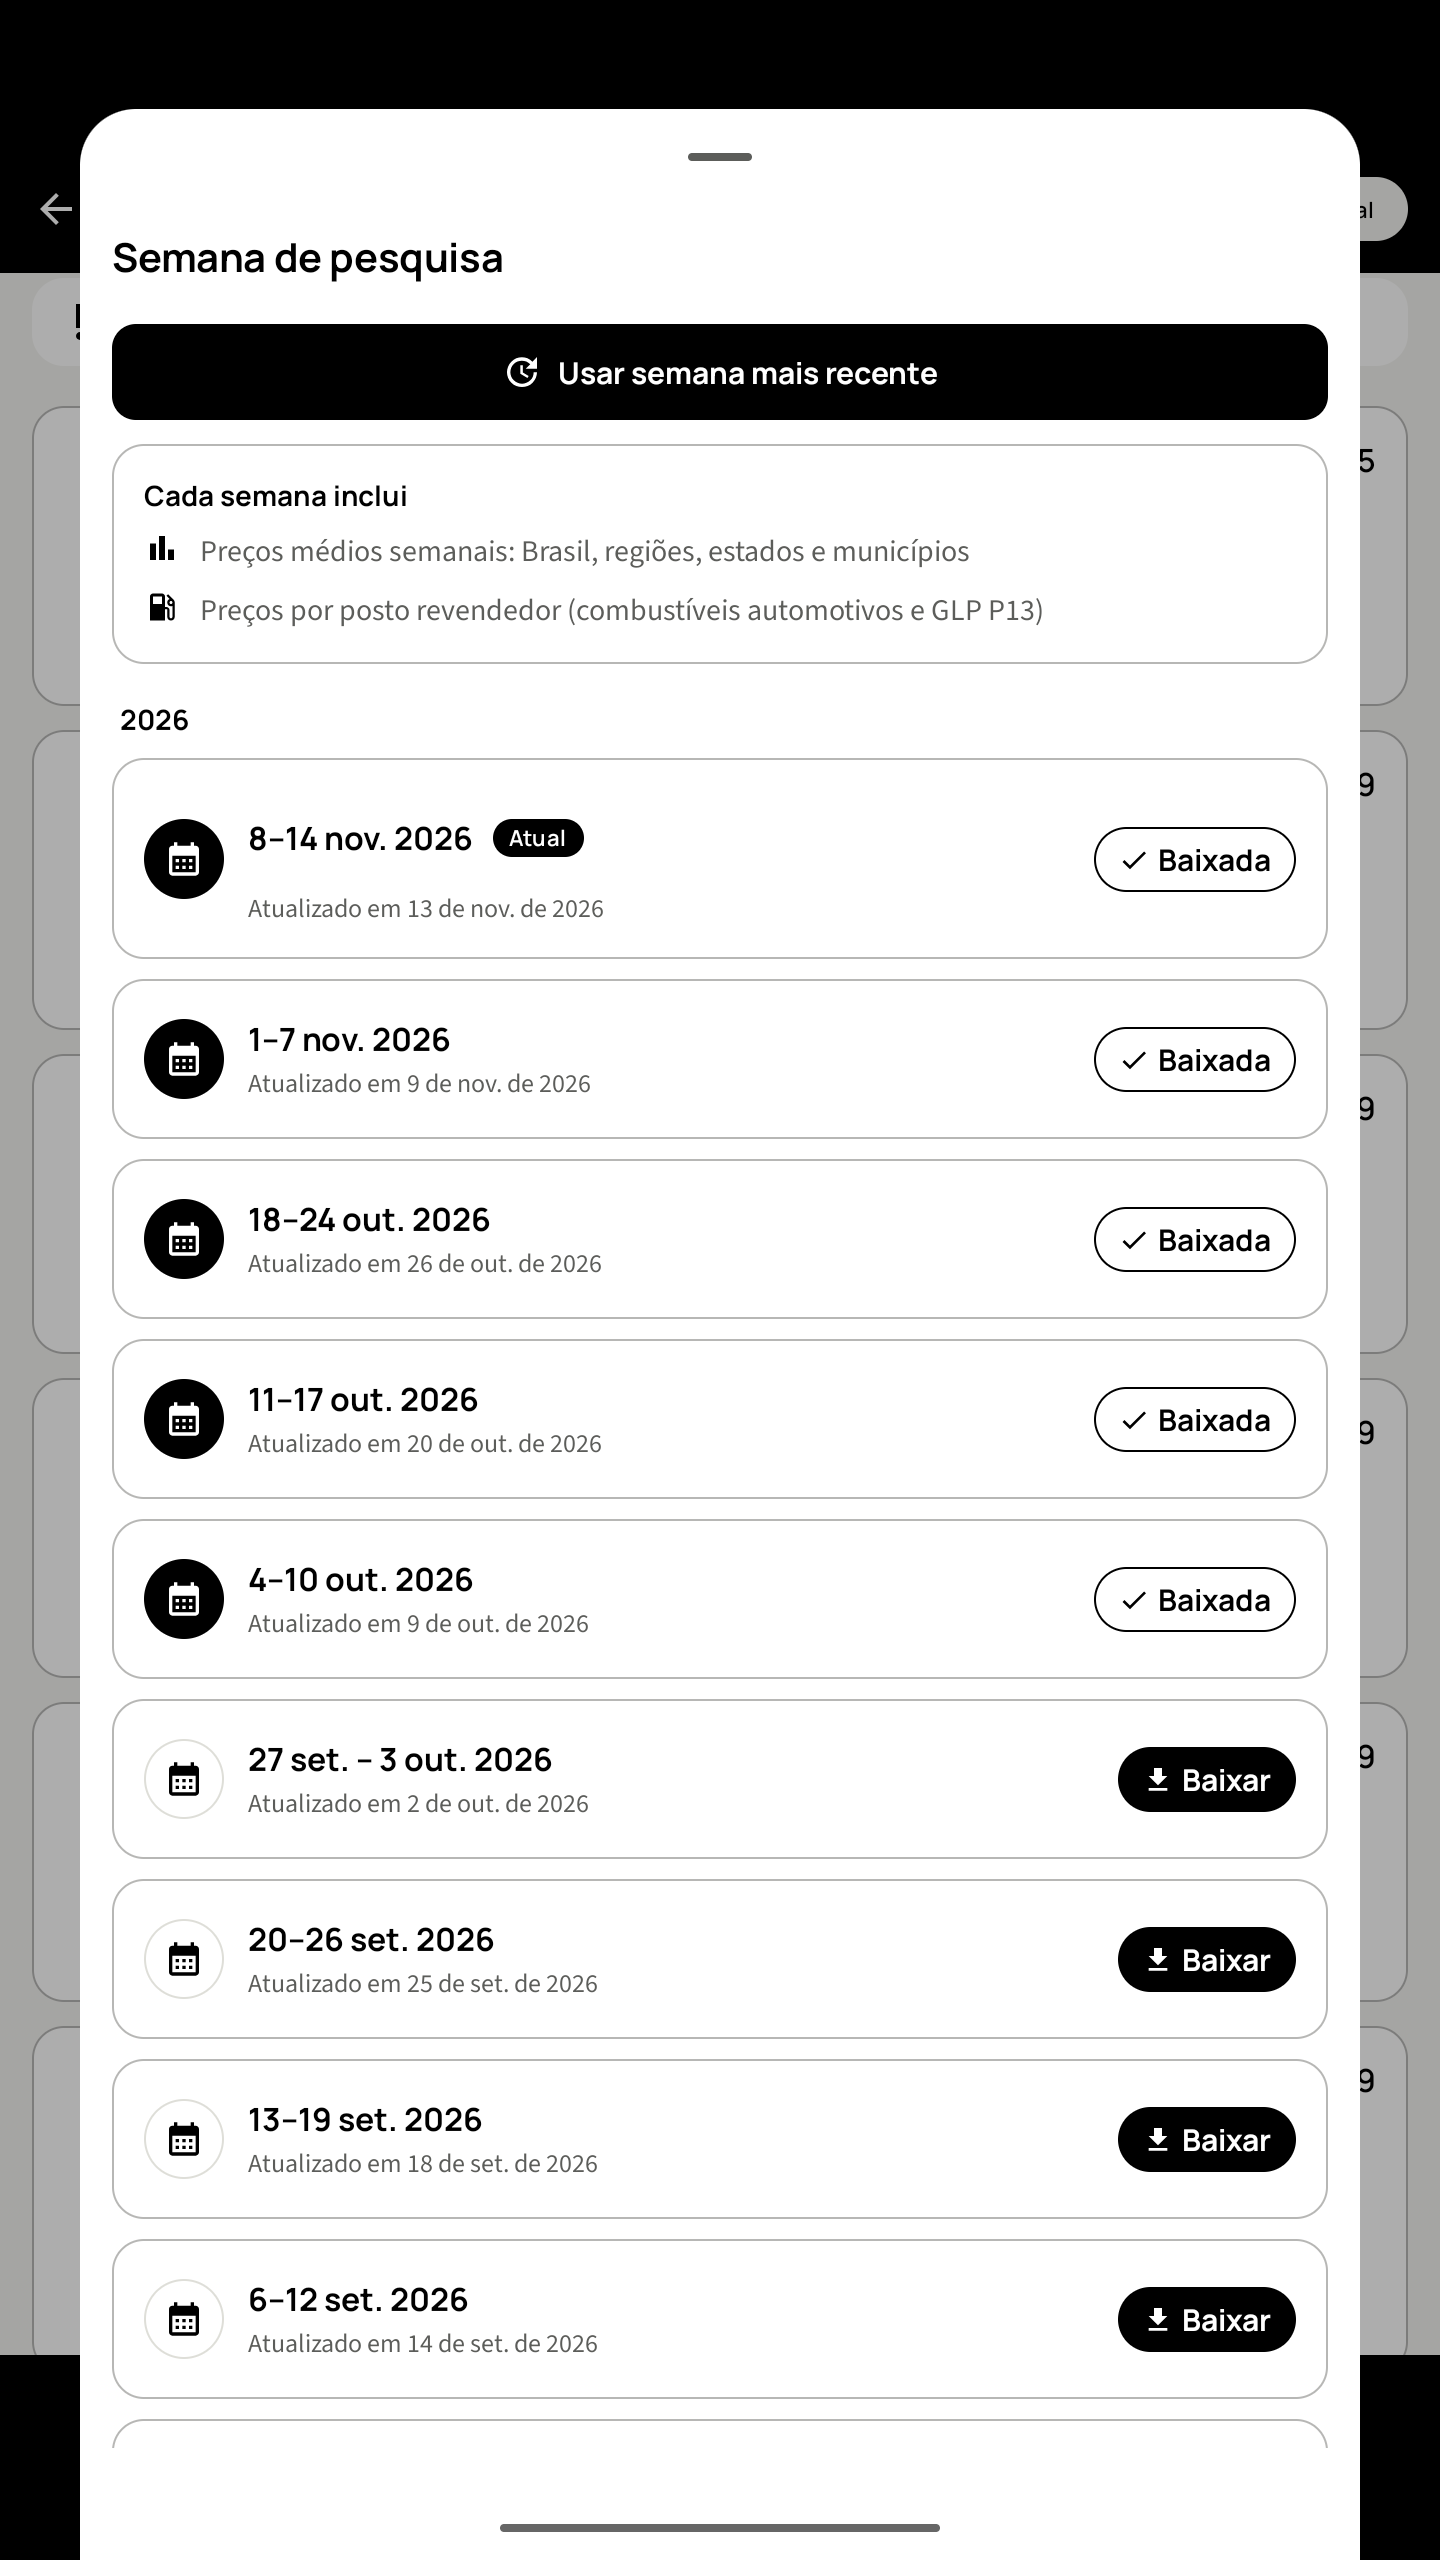 Semana de pesquisa
Usar semana mais recente
Cada semana inclui
Preços médios semanais: Brasil, regiões, estados e municípios
Preços por posto revendedor (combustíveis automotivos e GLP P13)
2026
8–14 nov. 2026 Atual
Atualizado em 13 de nov. de 2026
Baixada
1–7 nov. 2026
Atualizado em 9 de nov. de 2026
Baixada
18–24 out. 2026
Atualizado em 26 de out. de 2026
Baixada
11–17 out. 2026
Atualizado em 20 de out. de 2026
Baixada
4–10 out. 2026
Atualizado em 9 de out. de 2026
Baixada
27 set. – 3 out. 2026
Atualizado em 2 de out. de 2026
Baixar
20–26 set. 2026
Atualizado em 25 de set. de 2026
Baixar
13–19 set. 2026
Atualizado em 18 de set. de 2026
Baixar
6–12 set. 2026
Atualizado em 14 de set. de 2026
Baixar